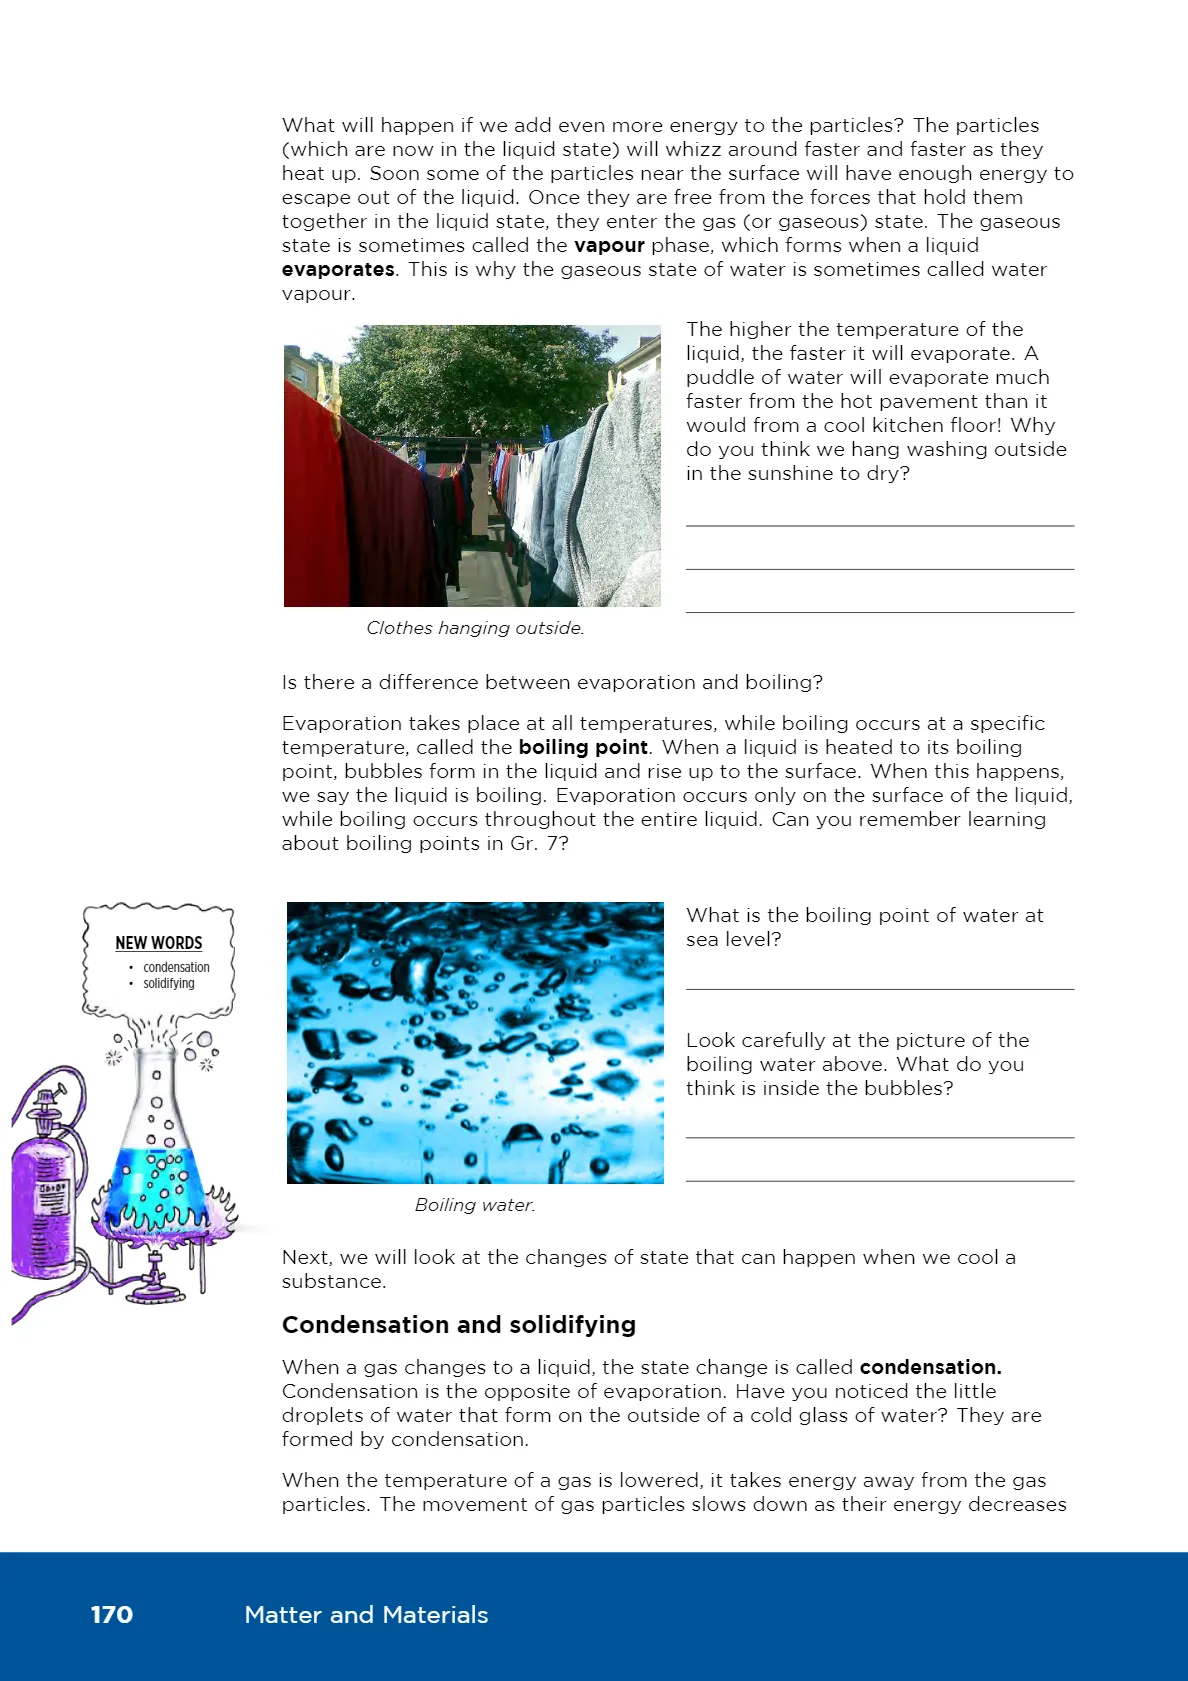 What will happen if we add even more energy to the particles? The particles
(which are now in the liquid state) will whizz around faster and faster as they
heat up. Soon some of the particles near the surface will have enough energy to
escape out of the liquid. Once they are free from the forces that hold them
together in the liquid state, they enter the gas (or gaseous) state. The gaseous
state is sometimes called the vapour phase, which forms when a liquid
evaporates. This is why the gaseous state of water is sometimes called water
vapour.
The higher the temperature of the
liquid, the faster it will evaporate. A
puddle of water will evaporate much
faster from the hot pavement than it
would from a cool kitchen floor! Why
do you think we hang washing outside
in the sunshine to dry?
Clothes hanging outside.
Is there a difference between evaporation and boiling?
Evaporation takes place at all temperatures, while boiling occurs at a specific
temperature, called the boiling point. When a liquid is heated to its boiling
point, bubbles form in the liquid and rise up to the surface. When this happens,
we say the liquid is boiling. Evaporation occurs only on the surface of the liquid,
while boiling occurs throughout the entire liquid. Can you remember learning
about boiling points in Gr. 7?
NEW WORDS
• condensation
• solidifying
What is the boiling point of water at
sea level?
Look carefully at the picture of the
boiling water above. What do you
think is inside the bubbles?
Boiling water.
Next, we will look at the changes of state that can happen when we cool a
substance.
Condensation and solidifying
When a gas changes to a liquid, the state change is called condensation.
Condensation is the opposite of evaporation. Have you noticed the little
droplets of water that form on the outside of a cold glass of water? They are
formed by condensation.
When the temperature of a gas is lowered, it takes energy away from the gas
particles. The movement of gas particles slows down as their energy decreases
170 Matter and Materials